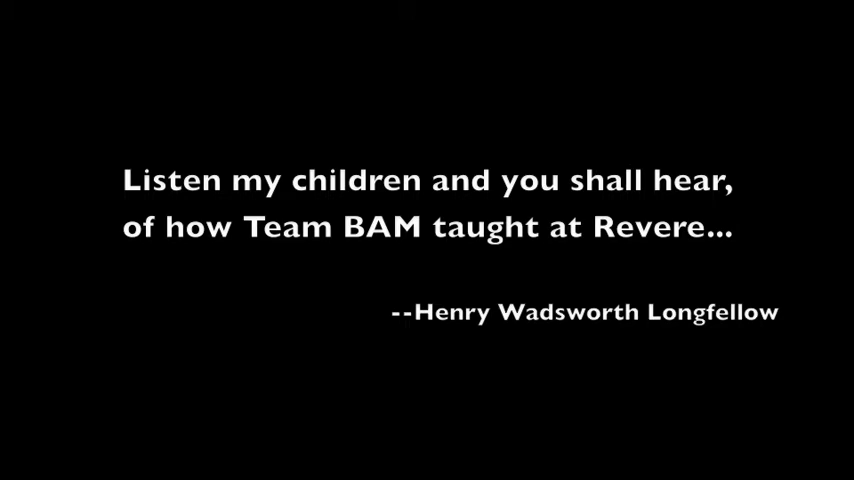 Listen my children and you shall hear,
of how Team BAM taught at Revere...
--Henry Wadsworth Longfellow